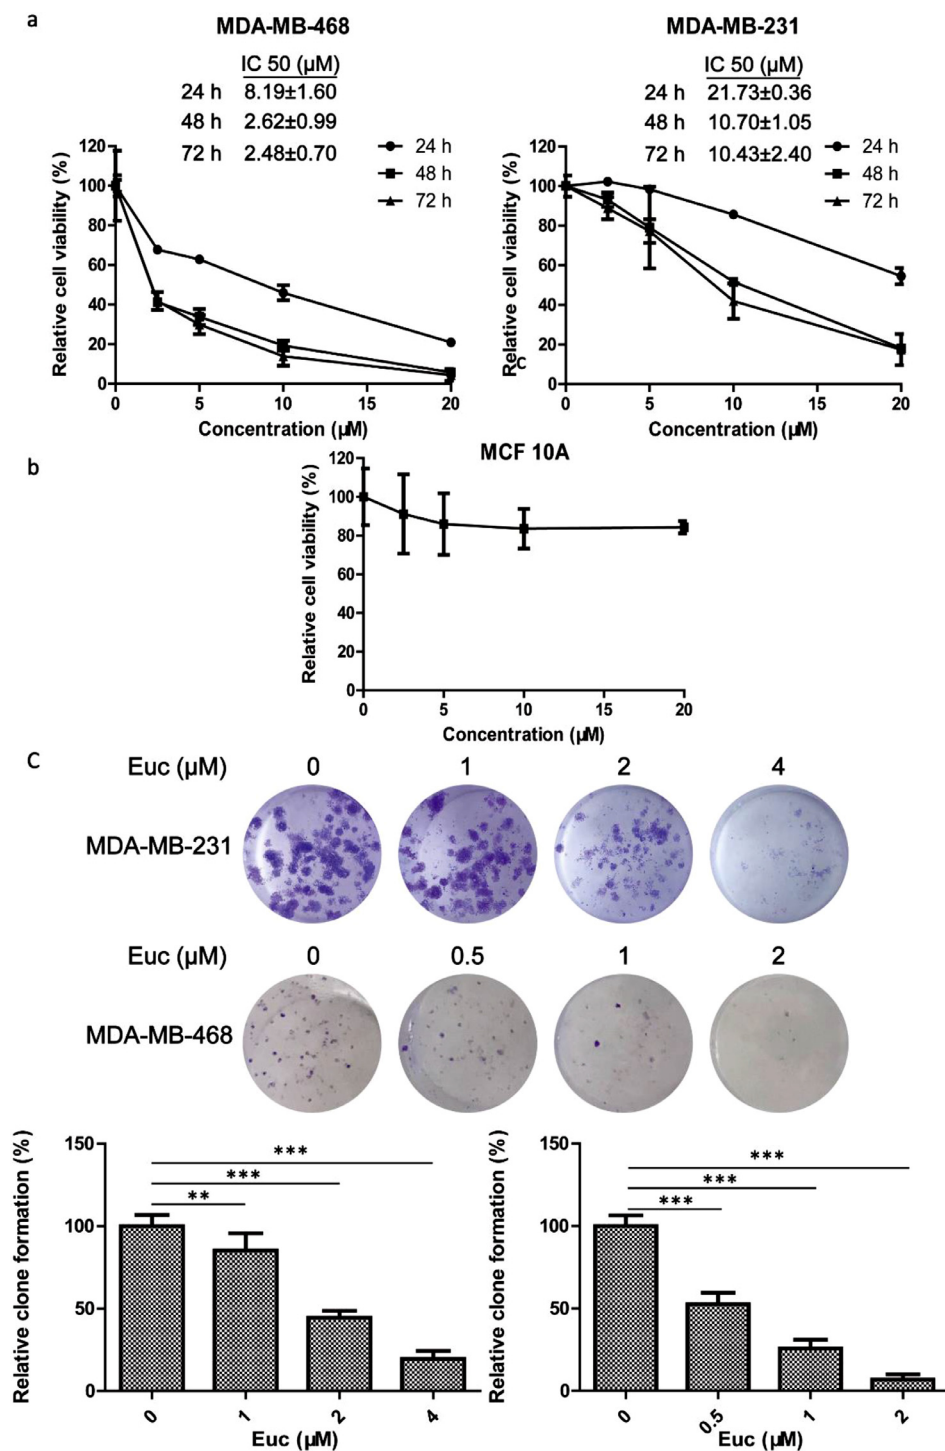 a
MDA-MB-468
IC 50 (µM)
24 h 8.19±1.60
48 h 2.62±0.99
72 h 2.48±0.70
24 h
48 h
72 h
Relative cell viability (%)
120
100
80
60
40
20
0
0 5 10 15 20
Concentration (µM)
MDA-MB-231
IC 50 (µM)
24 h 21.73±0.36
48 h 10.70±1.05
72 h 10.43±2.40
24 h
48 h
72 h
Relative cell viability (%)
120
100
80
60
40
20
0
c
0 5 10 15 20
Concentration (µM)
b
MCF 10A
Relative cell viability (%)
120
100
80
60
40
20
0
0 5 10 15 20
Concentration (µM)
C
Euc (µM) 0 1 2 4
MDA-MB-231
Euc (µM) 0 0.5 1 2
MDA-MB-468
Relative clone formation (%)
150
100
50
0
***
***
**
0 1 2 4
Euc (µM)
Relative clone formation (%)
150
100
50
0
***
***
***
0 0.5 1 2
Euc (µM)